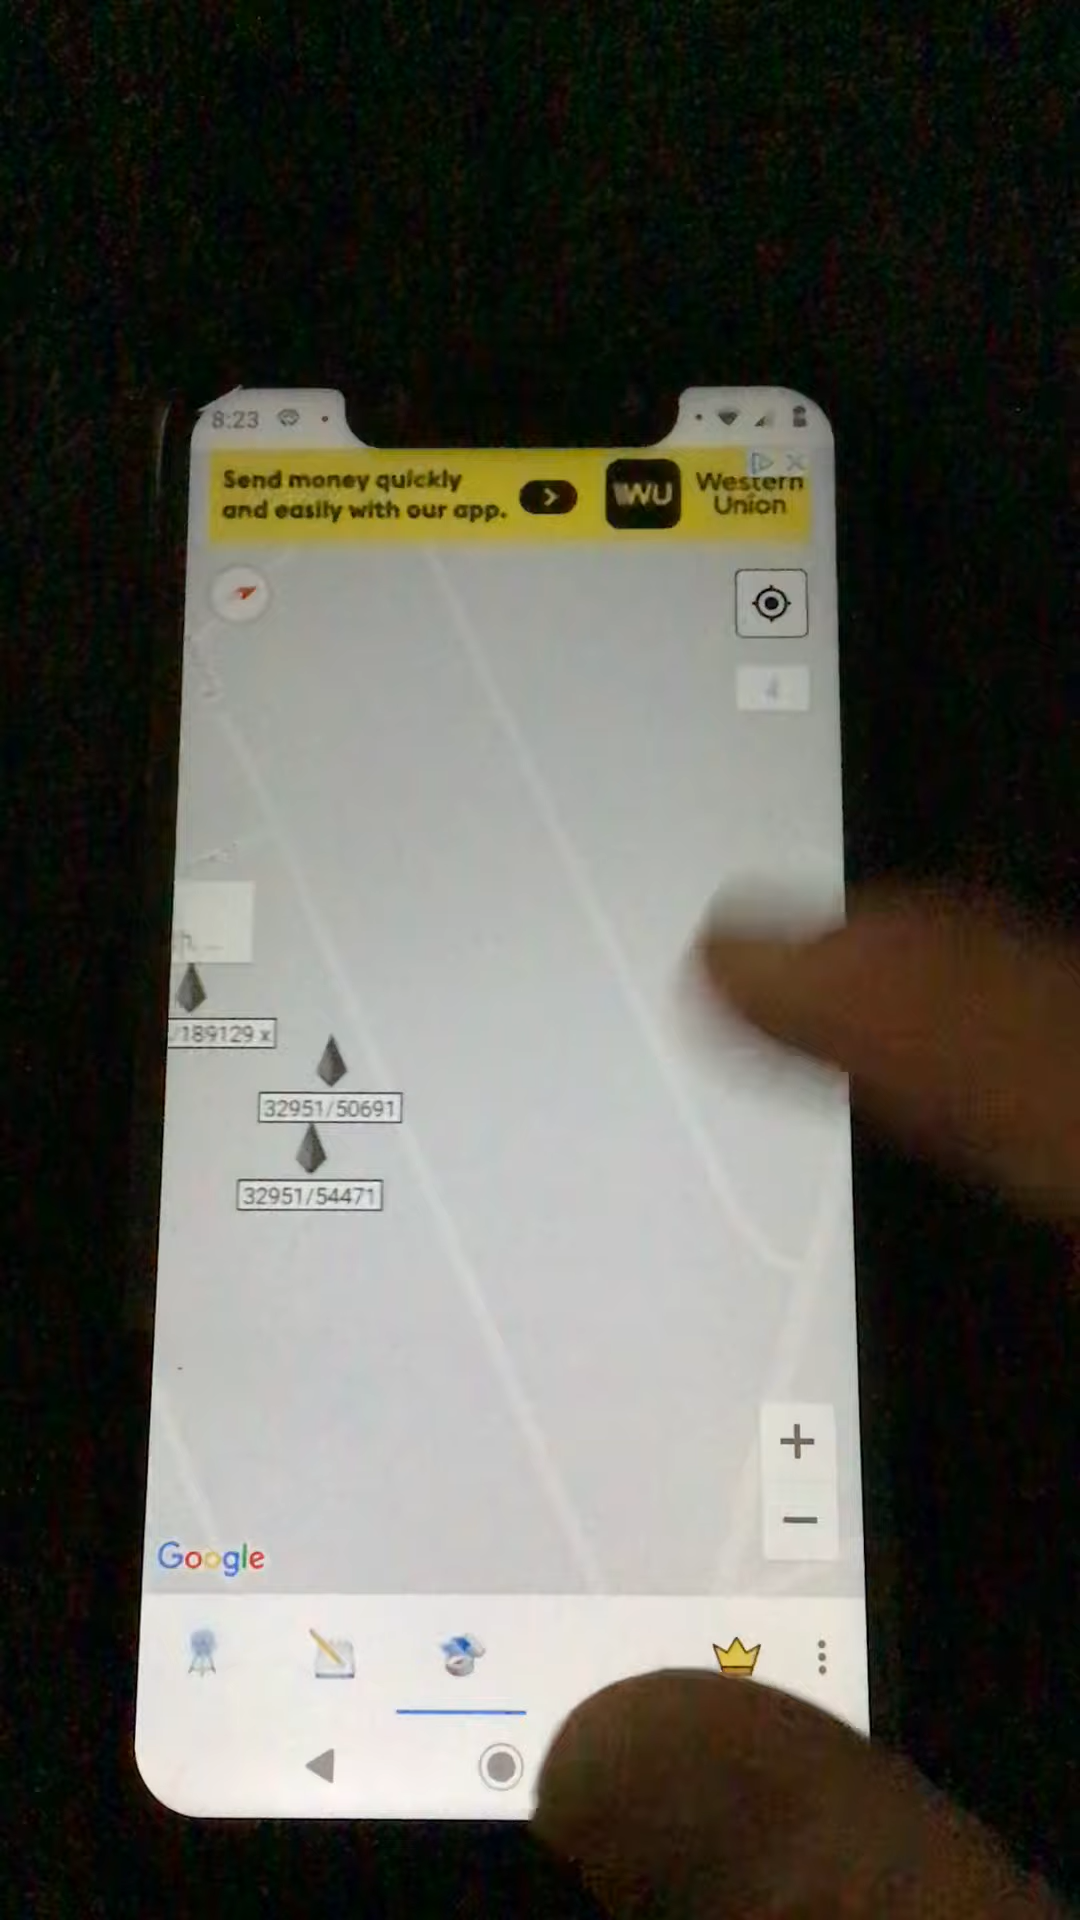 8:23
Send money quickly
and easily with our app.
WU
Western
Union
4
/189129 x
32951/50691
32951/54471
Google